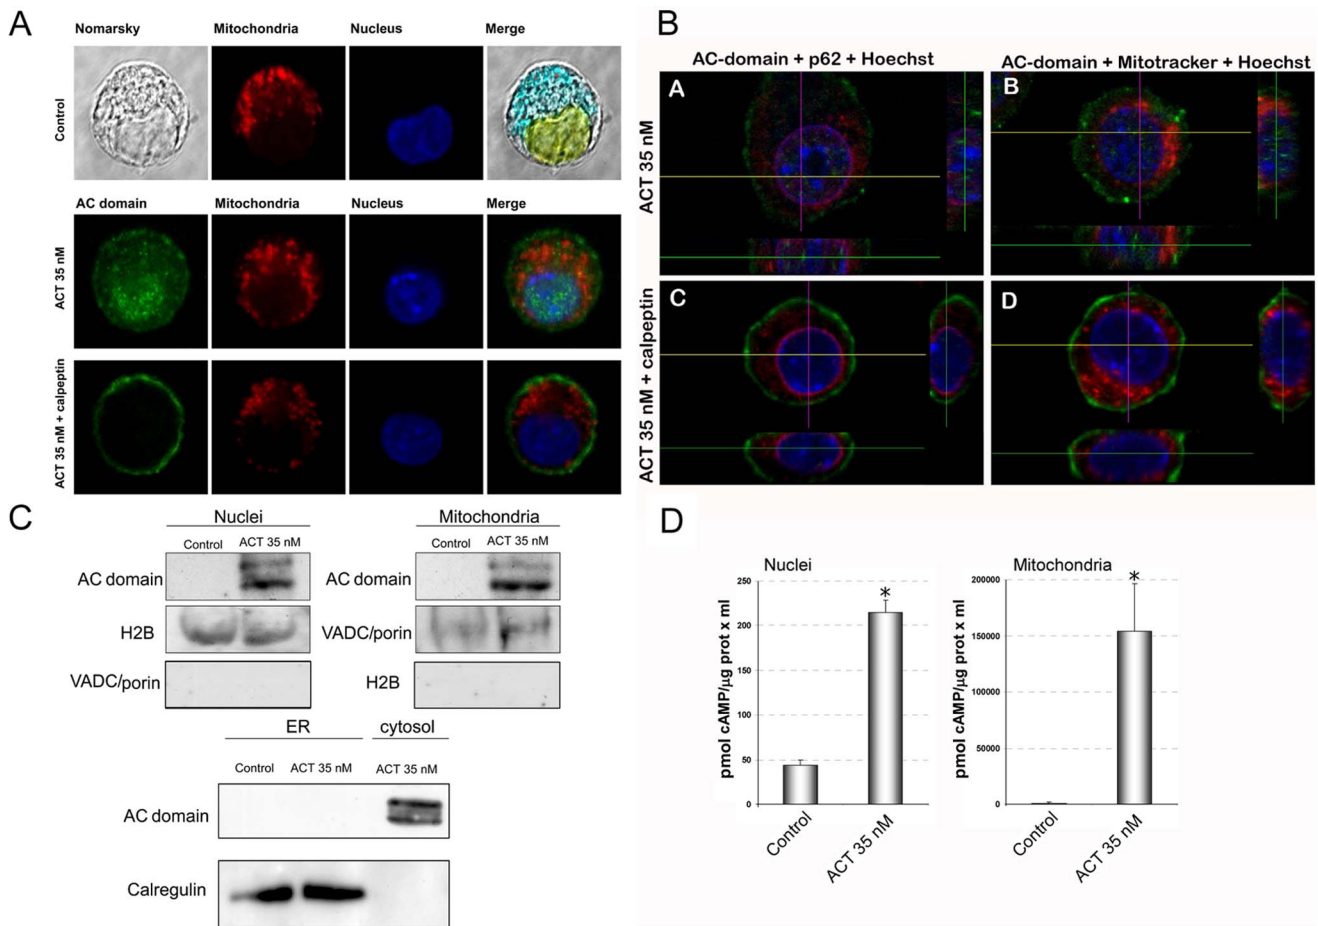 A
Nomarsky Mitochondria Nucleus Merge
Control
AC domain Mitochondria Nucleus Merge
ACT 35 nM
ACT 35 nM + calpeptin
B
AC-domain + p62 + Hoechst AC-domain + Mitotracker + Hoechst
ACT 35 nM
A B
ACT 35 nM + calpeptin
C D
C
Nuclei
Control ACT 35 nM
AC domain
H2B
VADC/porin
Mitochondria
Control ACT 35 nM
AC domain
VADC/porin
H2B
ER cytosol
Control ACT 35 nM ACT 35 nM
AC domain
Calregulin
D
Nuclei
pmol cAMP/µg prot x ml
250
200
150
200
150
100
50
0
*
Control ACT 35 nM
Mitochondria
pmol cAMP/µg prot x ml
200000
150000
100000
50000
0
*
Control ACT 35 nM